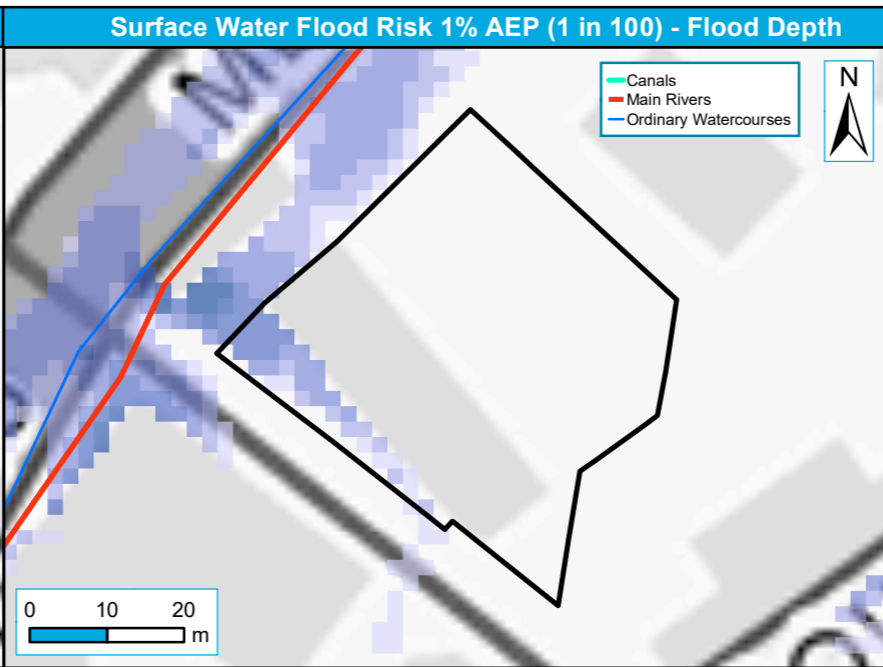 Surface Water Flood Risk 1% AEP (1 in 100) - Flood Depth
Canals
Main Rivers
Ordinary Watercourses
N
0 10 20
m